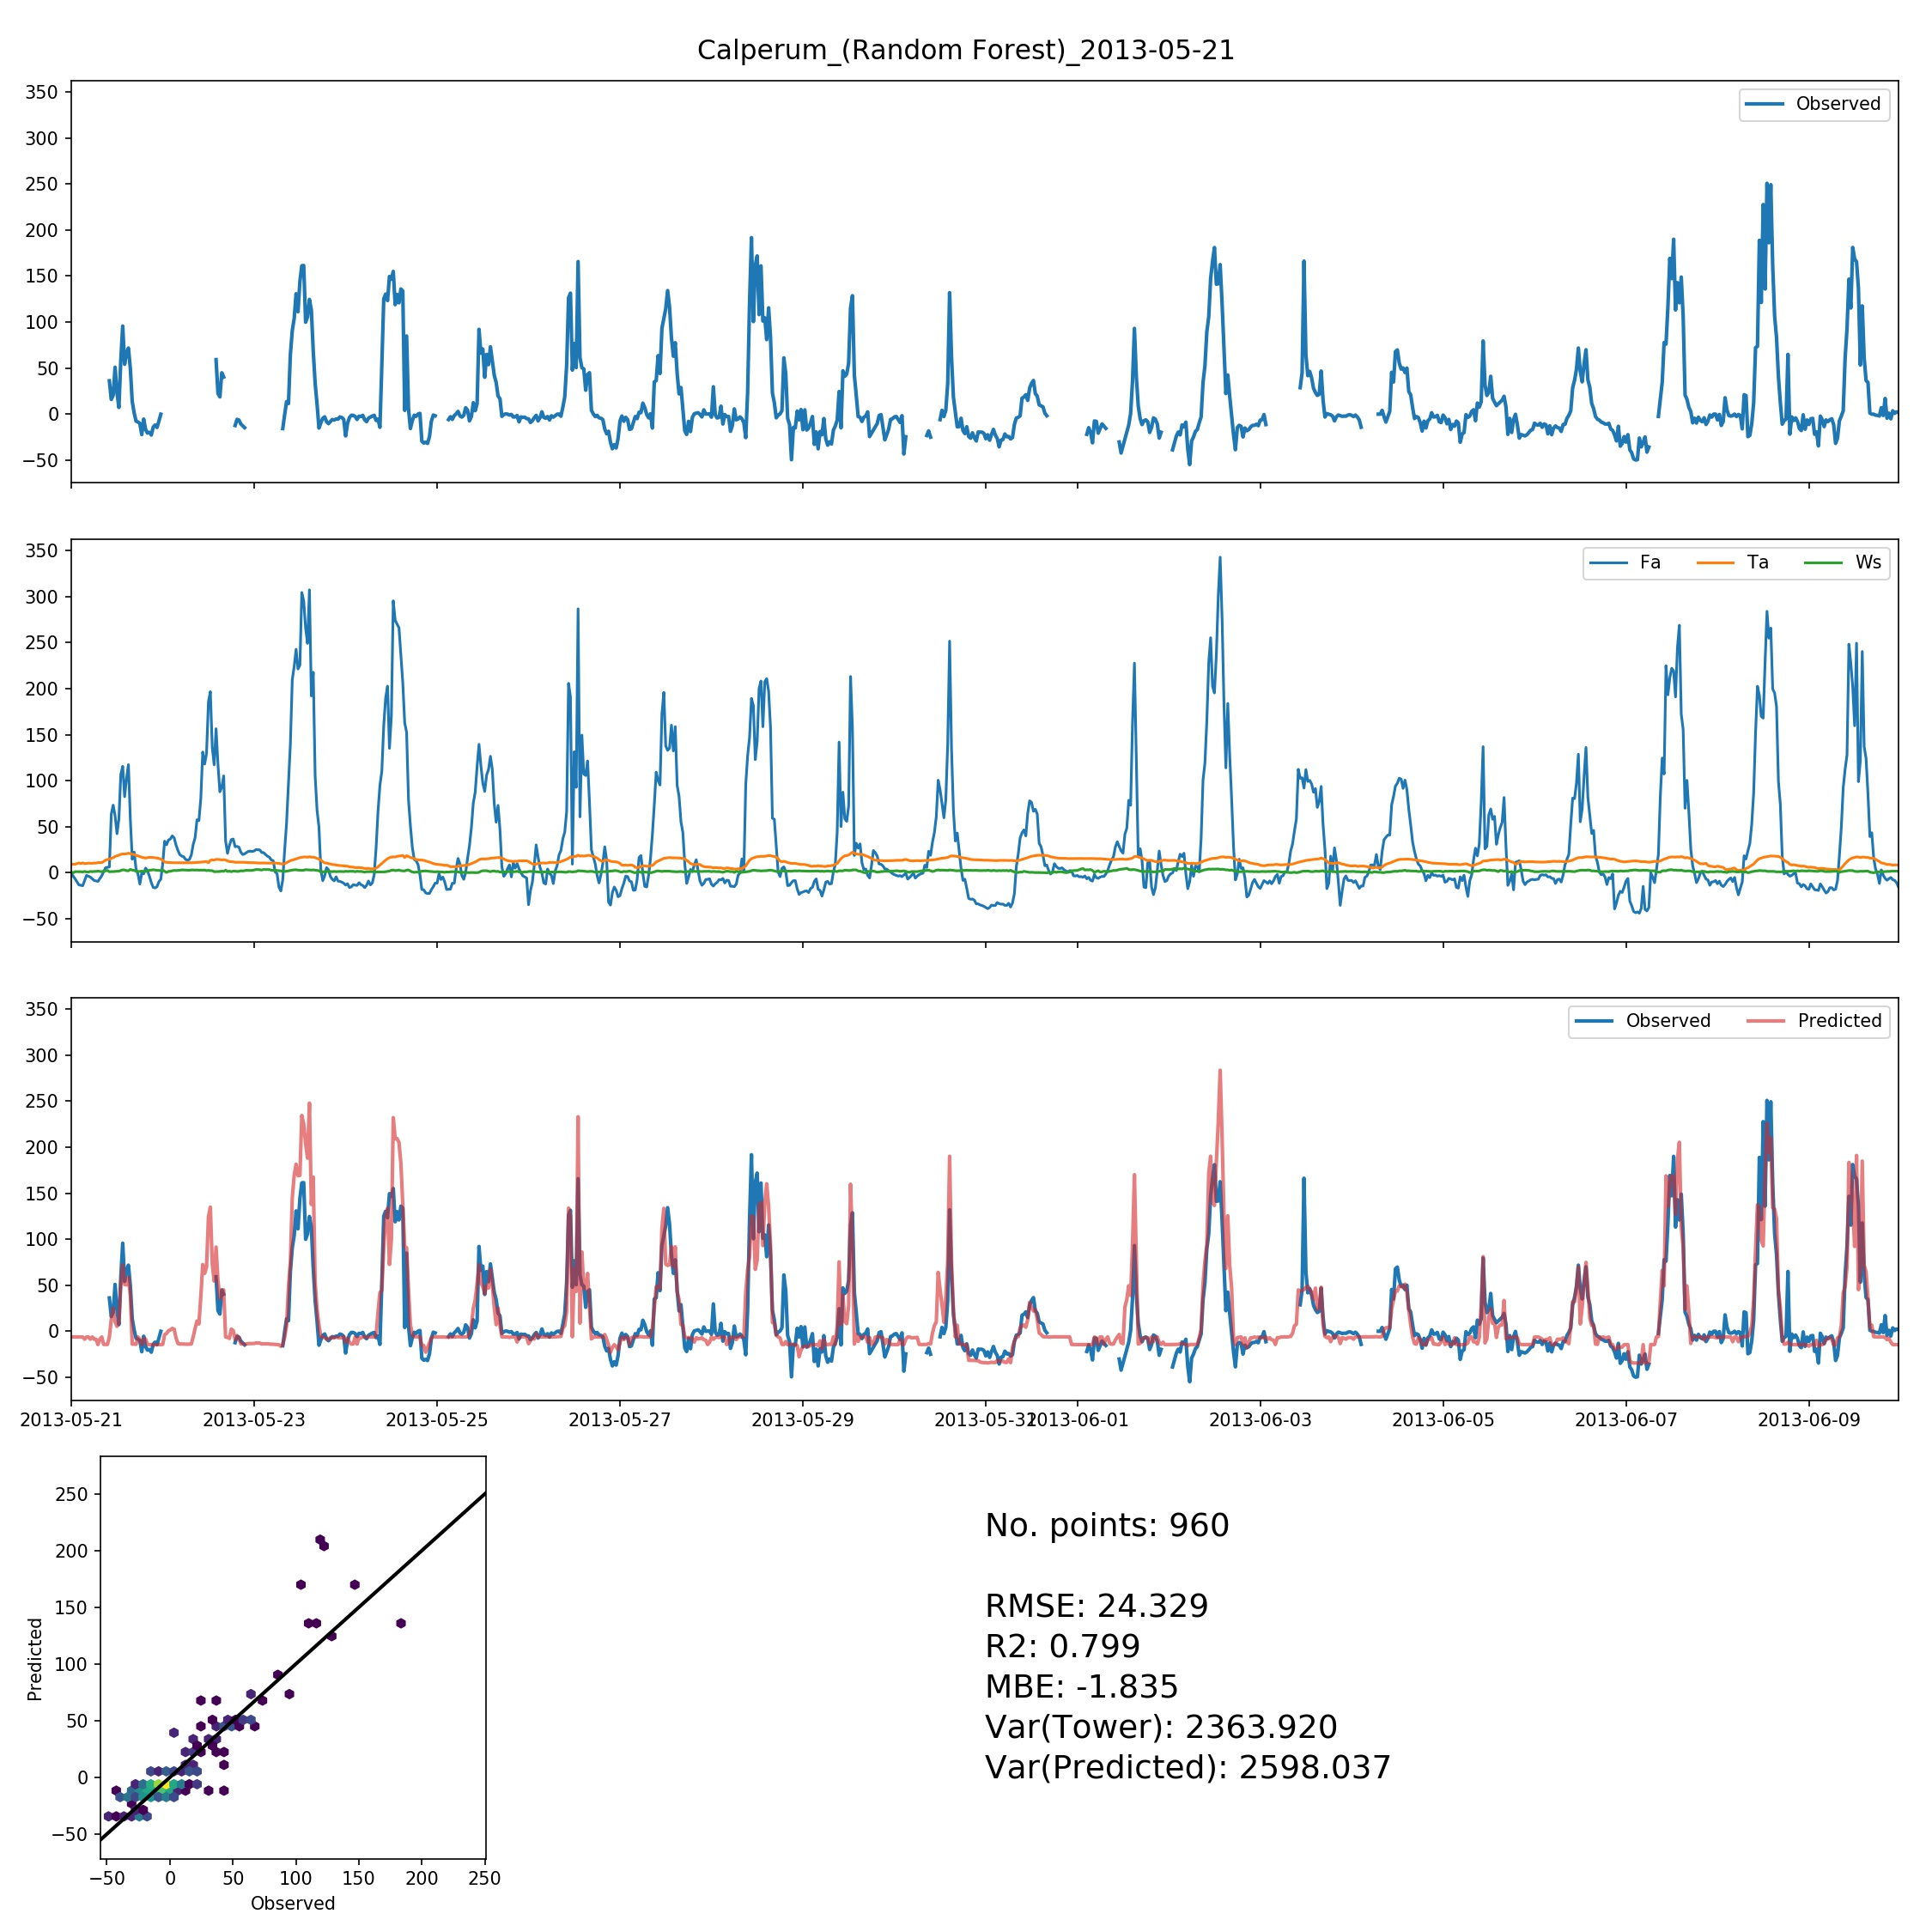 Calperum_(Random Forest)_2013-05-21
350
300
250
200
150
100
50
0
−50
Observed
350
300
250
200
150
100
50
0
−50
Fa Ta Ws
350
300
250
200
150
100
50
0
−50
Observed Predicted
2013-05-21 2013-05-23 2013-05-25 2013-05-27 2013-05-29 2013-05-31 2013-06-01 2013-06-03 2013-06-05 2013-06-07 2013-06-09
250
200
150
100
50
0
−50
Predicted
−50 0 50 100 150 200 250
Observed
No. points: 960
RMSE: 24.329
R2: 0.799
MBE: -1.835
Var(Tower): 2363.920
Var(Predicted): 2598.037